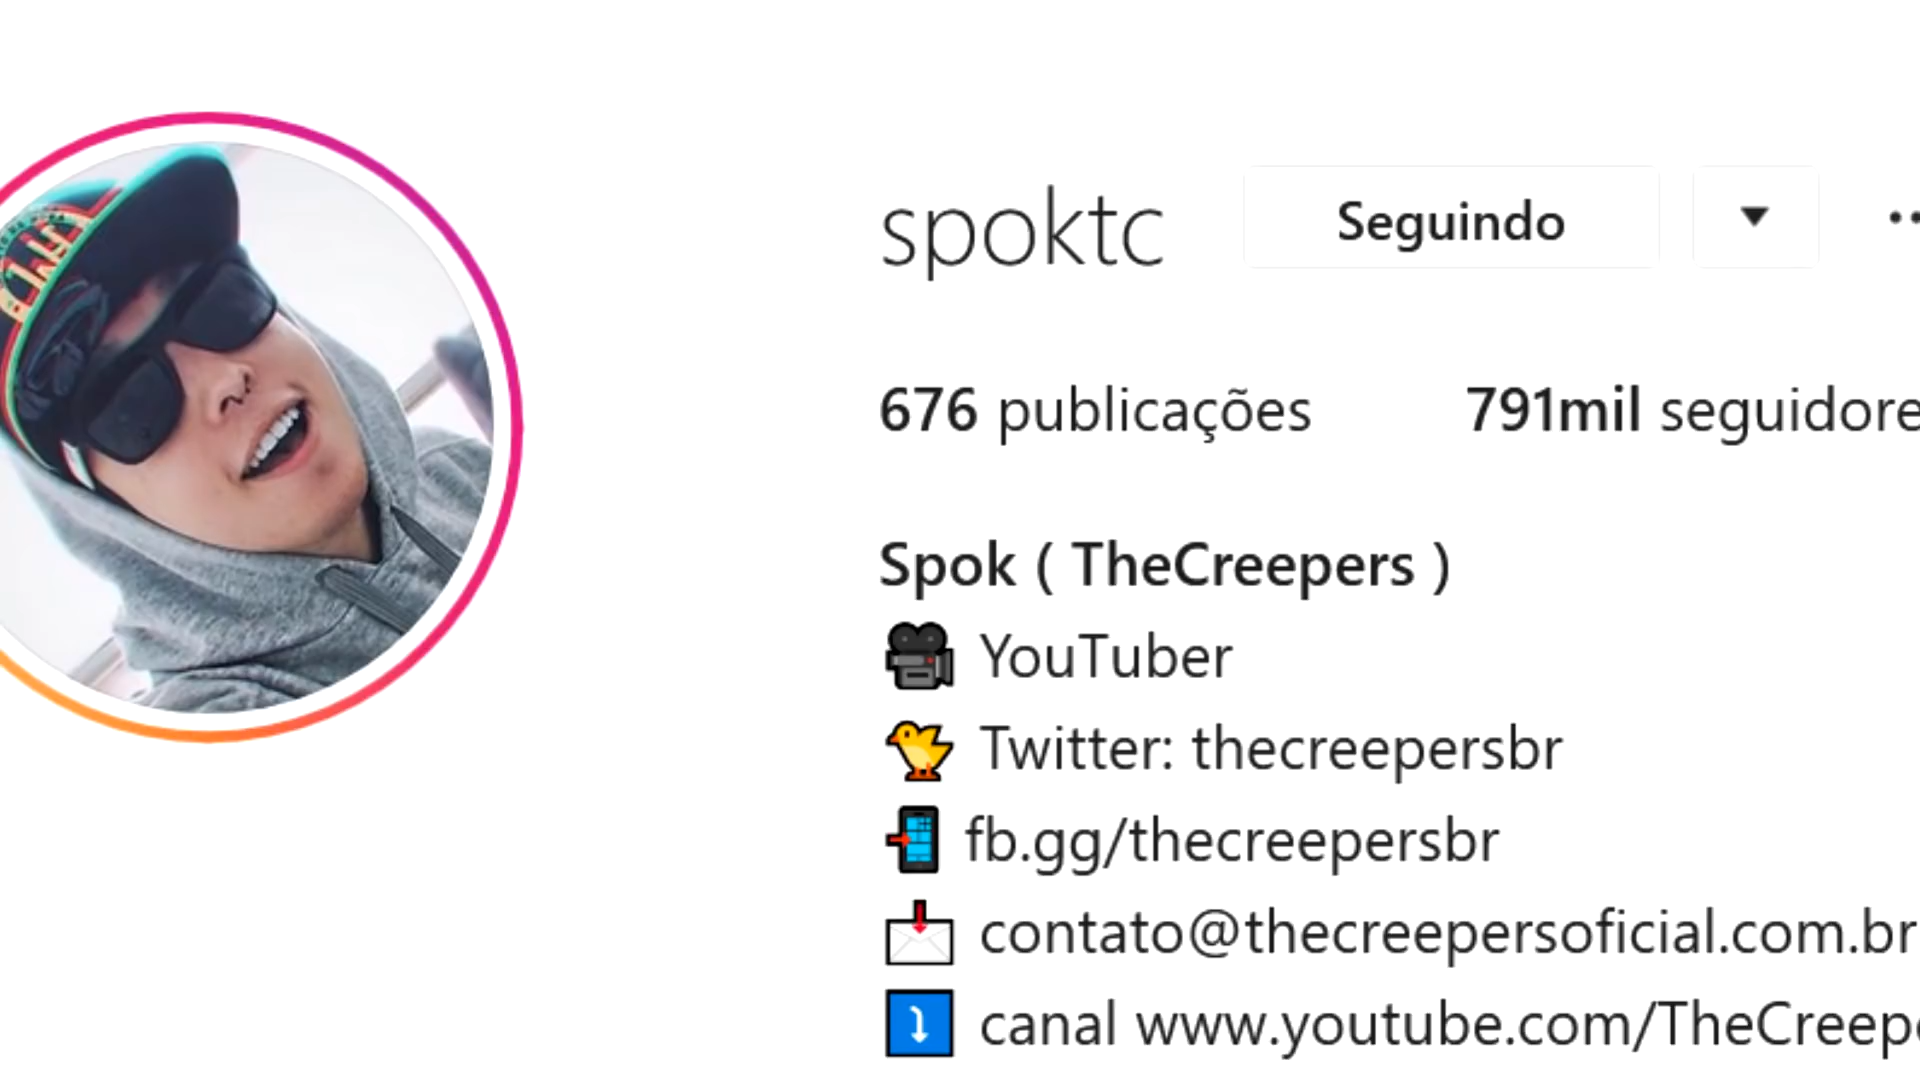 spoktc Seguindo
676 publicações 791mil seguidore
Spok ( TheCreepers )
YouTuber
Twitter: thecreepersbr
fb.gg/thecreepersbr
contato@thecreepersoficial.com.br
canal www.youtube.com/TheCreep